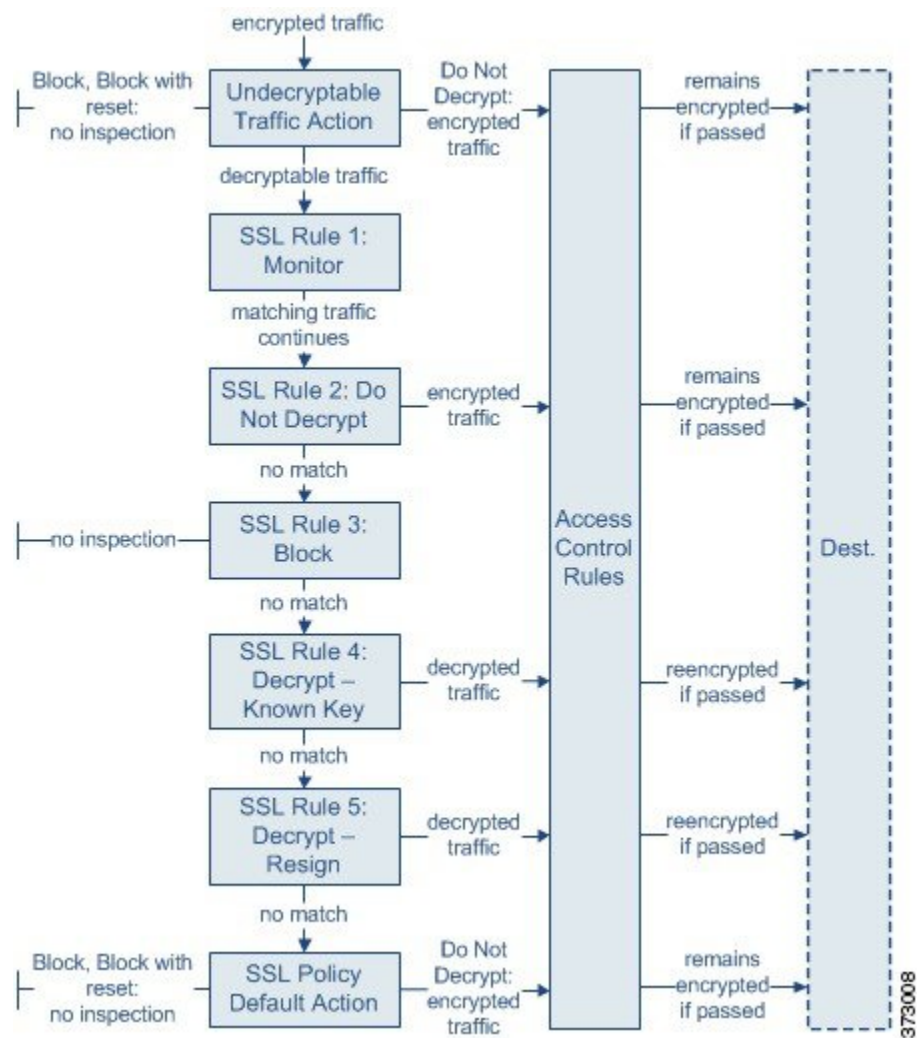 encrypted traffic
Block, Block with
reset:
no inspection
Undecryptable
Traffic Action
Do Not
Decrypt:
encrypted
traffic
remains
encrypted
if passed
decryptable traffic
SSL Rule 1:
Monitor
matching traffic
continues
SSL Rule 2: Do
Not Decrypt
encrypted
traffic
remains
encrypted
if passed
no match
no inspection
SSL Rule 3:
Block
Access
Control
Rules
Dest.
no match
SSL Rule 4:
Decrypt –
Known Key
decrypted
traffic
reencrypted
if passed
no match
SSL Rule 5:
Decrypt –
Resign
decrypted
traffic
reencrypted
if passed
no match
Block, Block with
reset:
no inspection
SSL Policy
Default Action
Do Not
Decrypt:
encrypted
traffic
remains
encrypted
if passed
373008